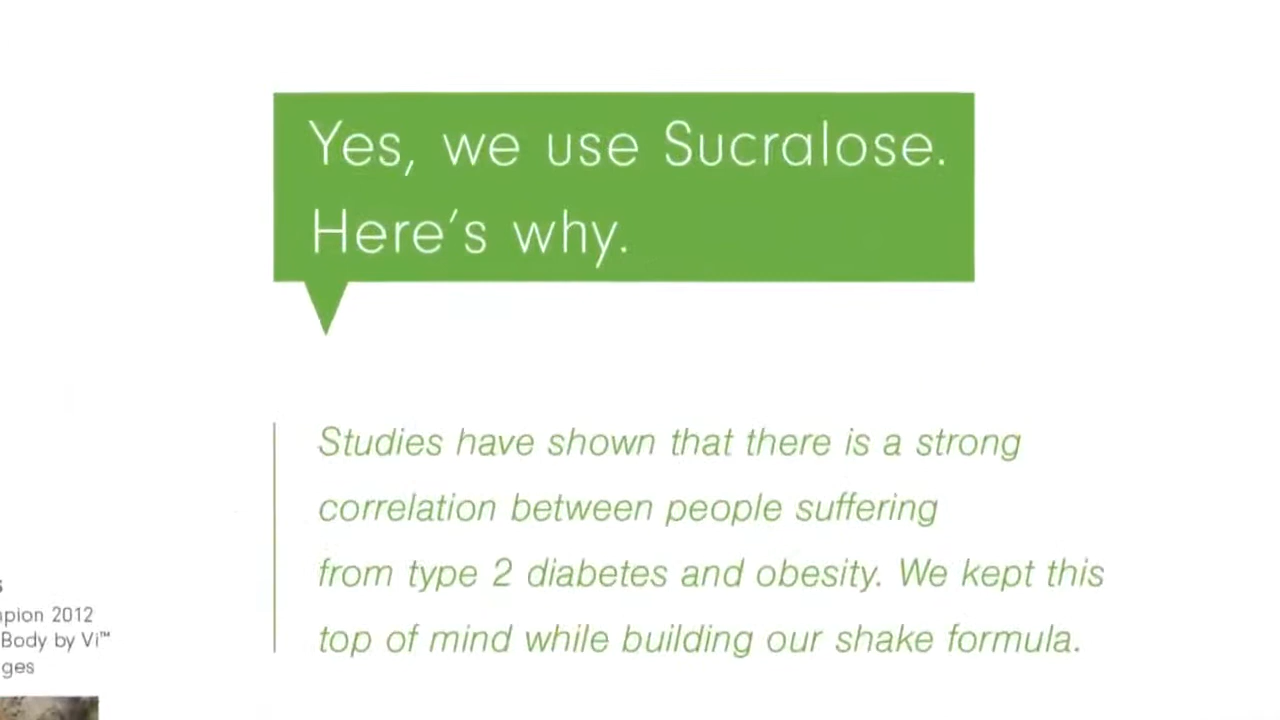 Yes, we use Sucralose.
Here's why.
Studies have shown that there is a strong
correlation between people suffering
from type 2 diabetes and obesity. We kept this
top of mind while building our shake formula.
2012
Body by Vi™